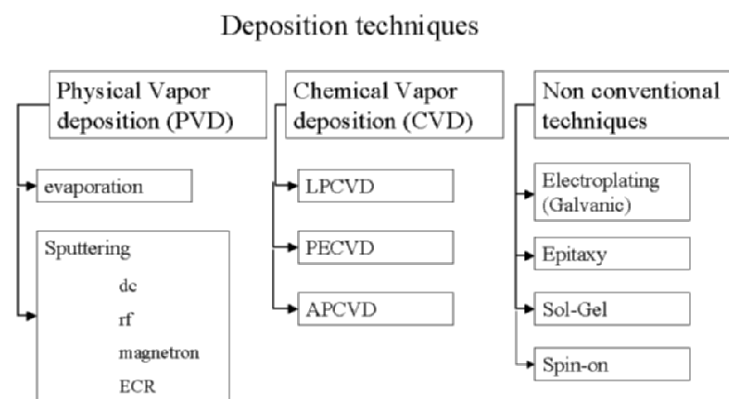 Deposition techniques
Physical Vapor
deposition (PVD)
evaporation
Sputtering
dc
rf
magnetron
ECR
Chemical Vapor
deposition (CVD)
LPCVD
PECVD
APCVD
Non conventional
techniques
Electroplating
(Galvanic)
Epitaxy
Sol-Gel
Spin-on